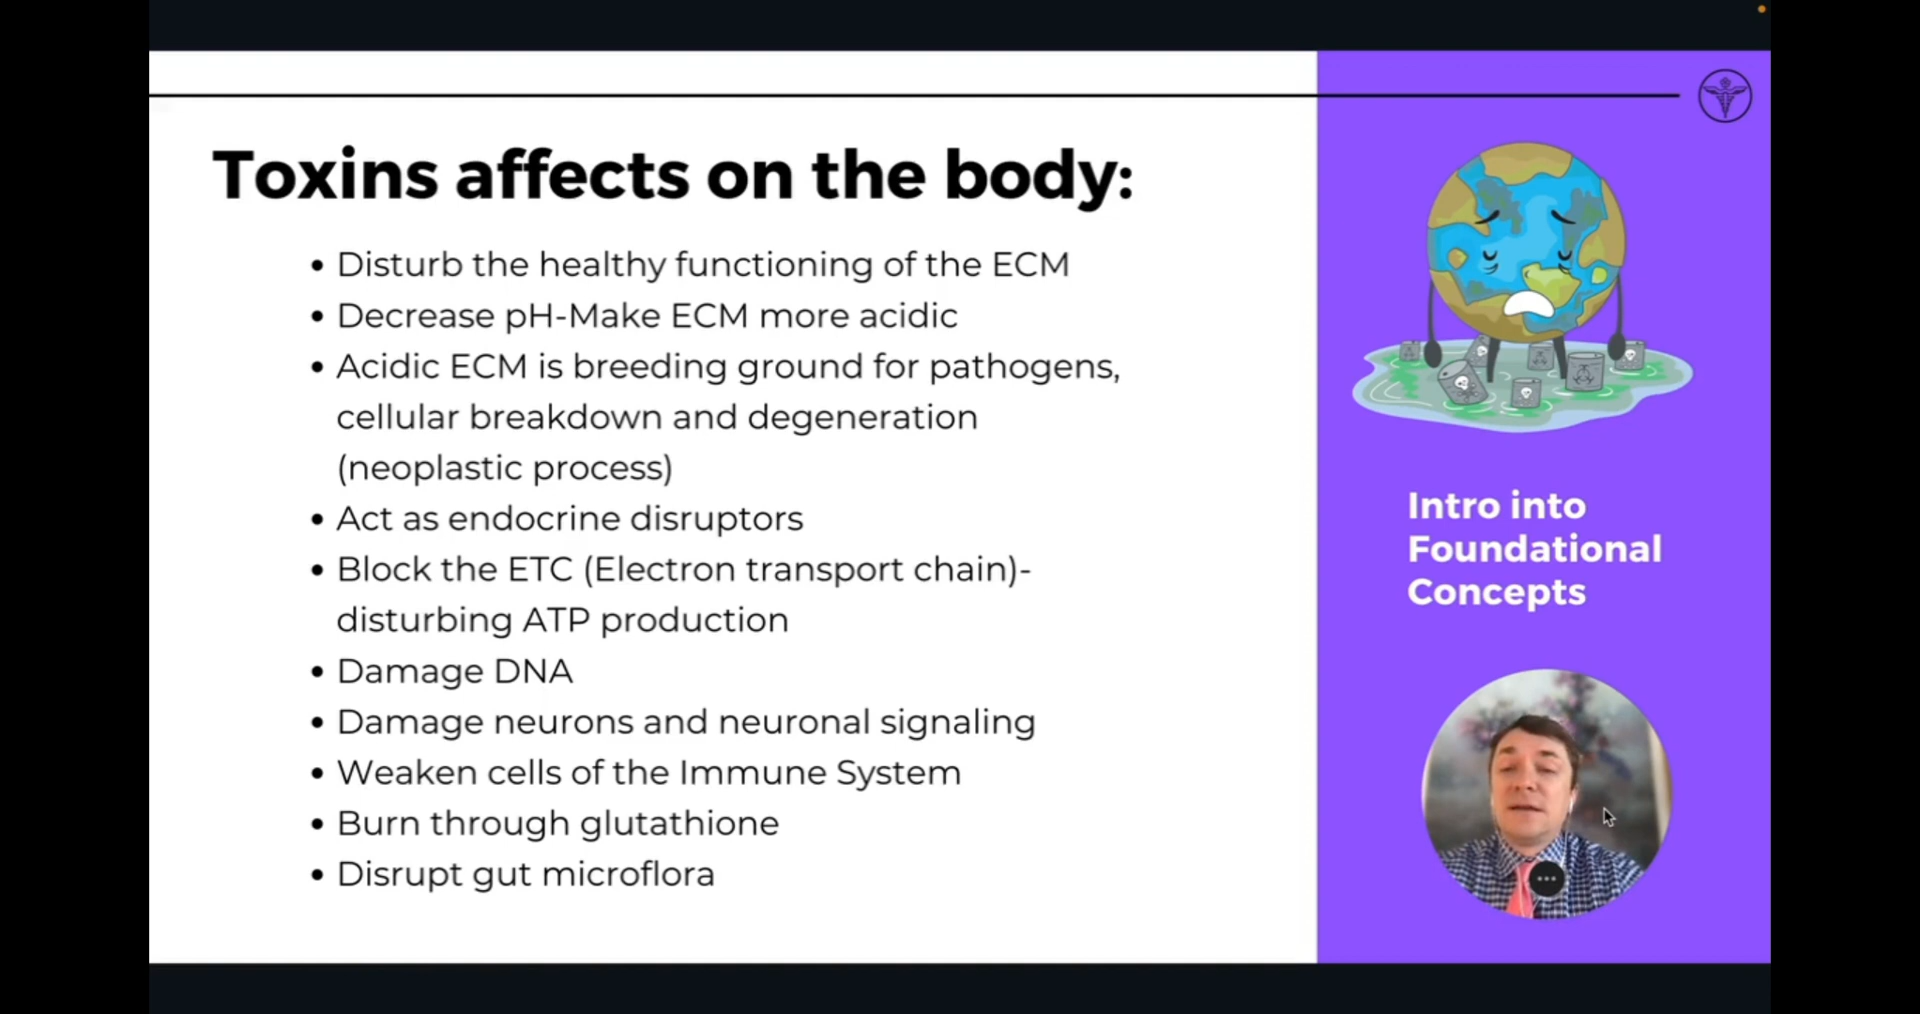 Toxins affects on the body:
• Disturb the healthy functioning of the ECM
• Decrease pH-Make ECM more acidic
• Acidic ECM is breeding ground for pathogens,
cellular breakdown and degeneration
(neoplastic process)
• Act as endocrine disruptors
• Block the ETC (Electron transport chain)-
disturbing ATP production
• Damage DNA
• Damage neurons and neuronal signaling
• Weaken cells of the Immune System
• Burn through glutathione
• Disrupt gut microflora
Intro into
Foundational
Concepts